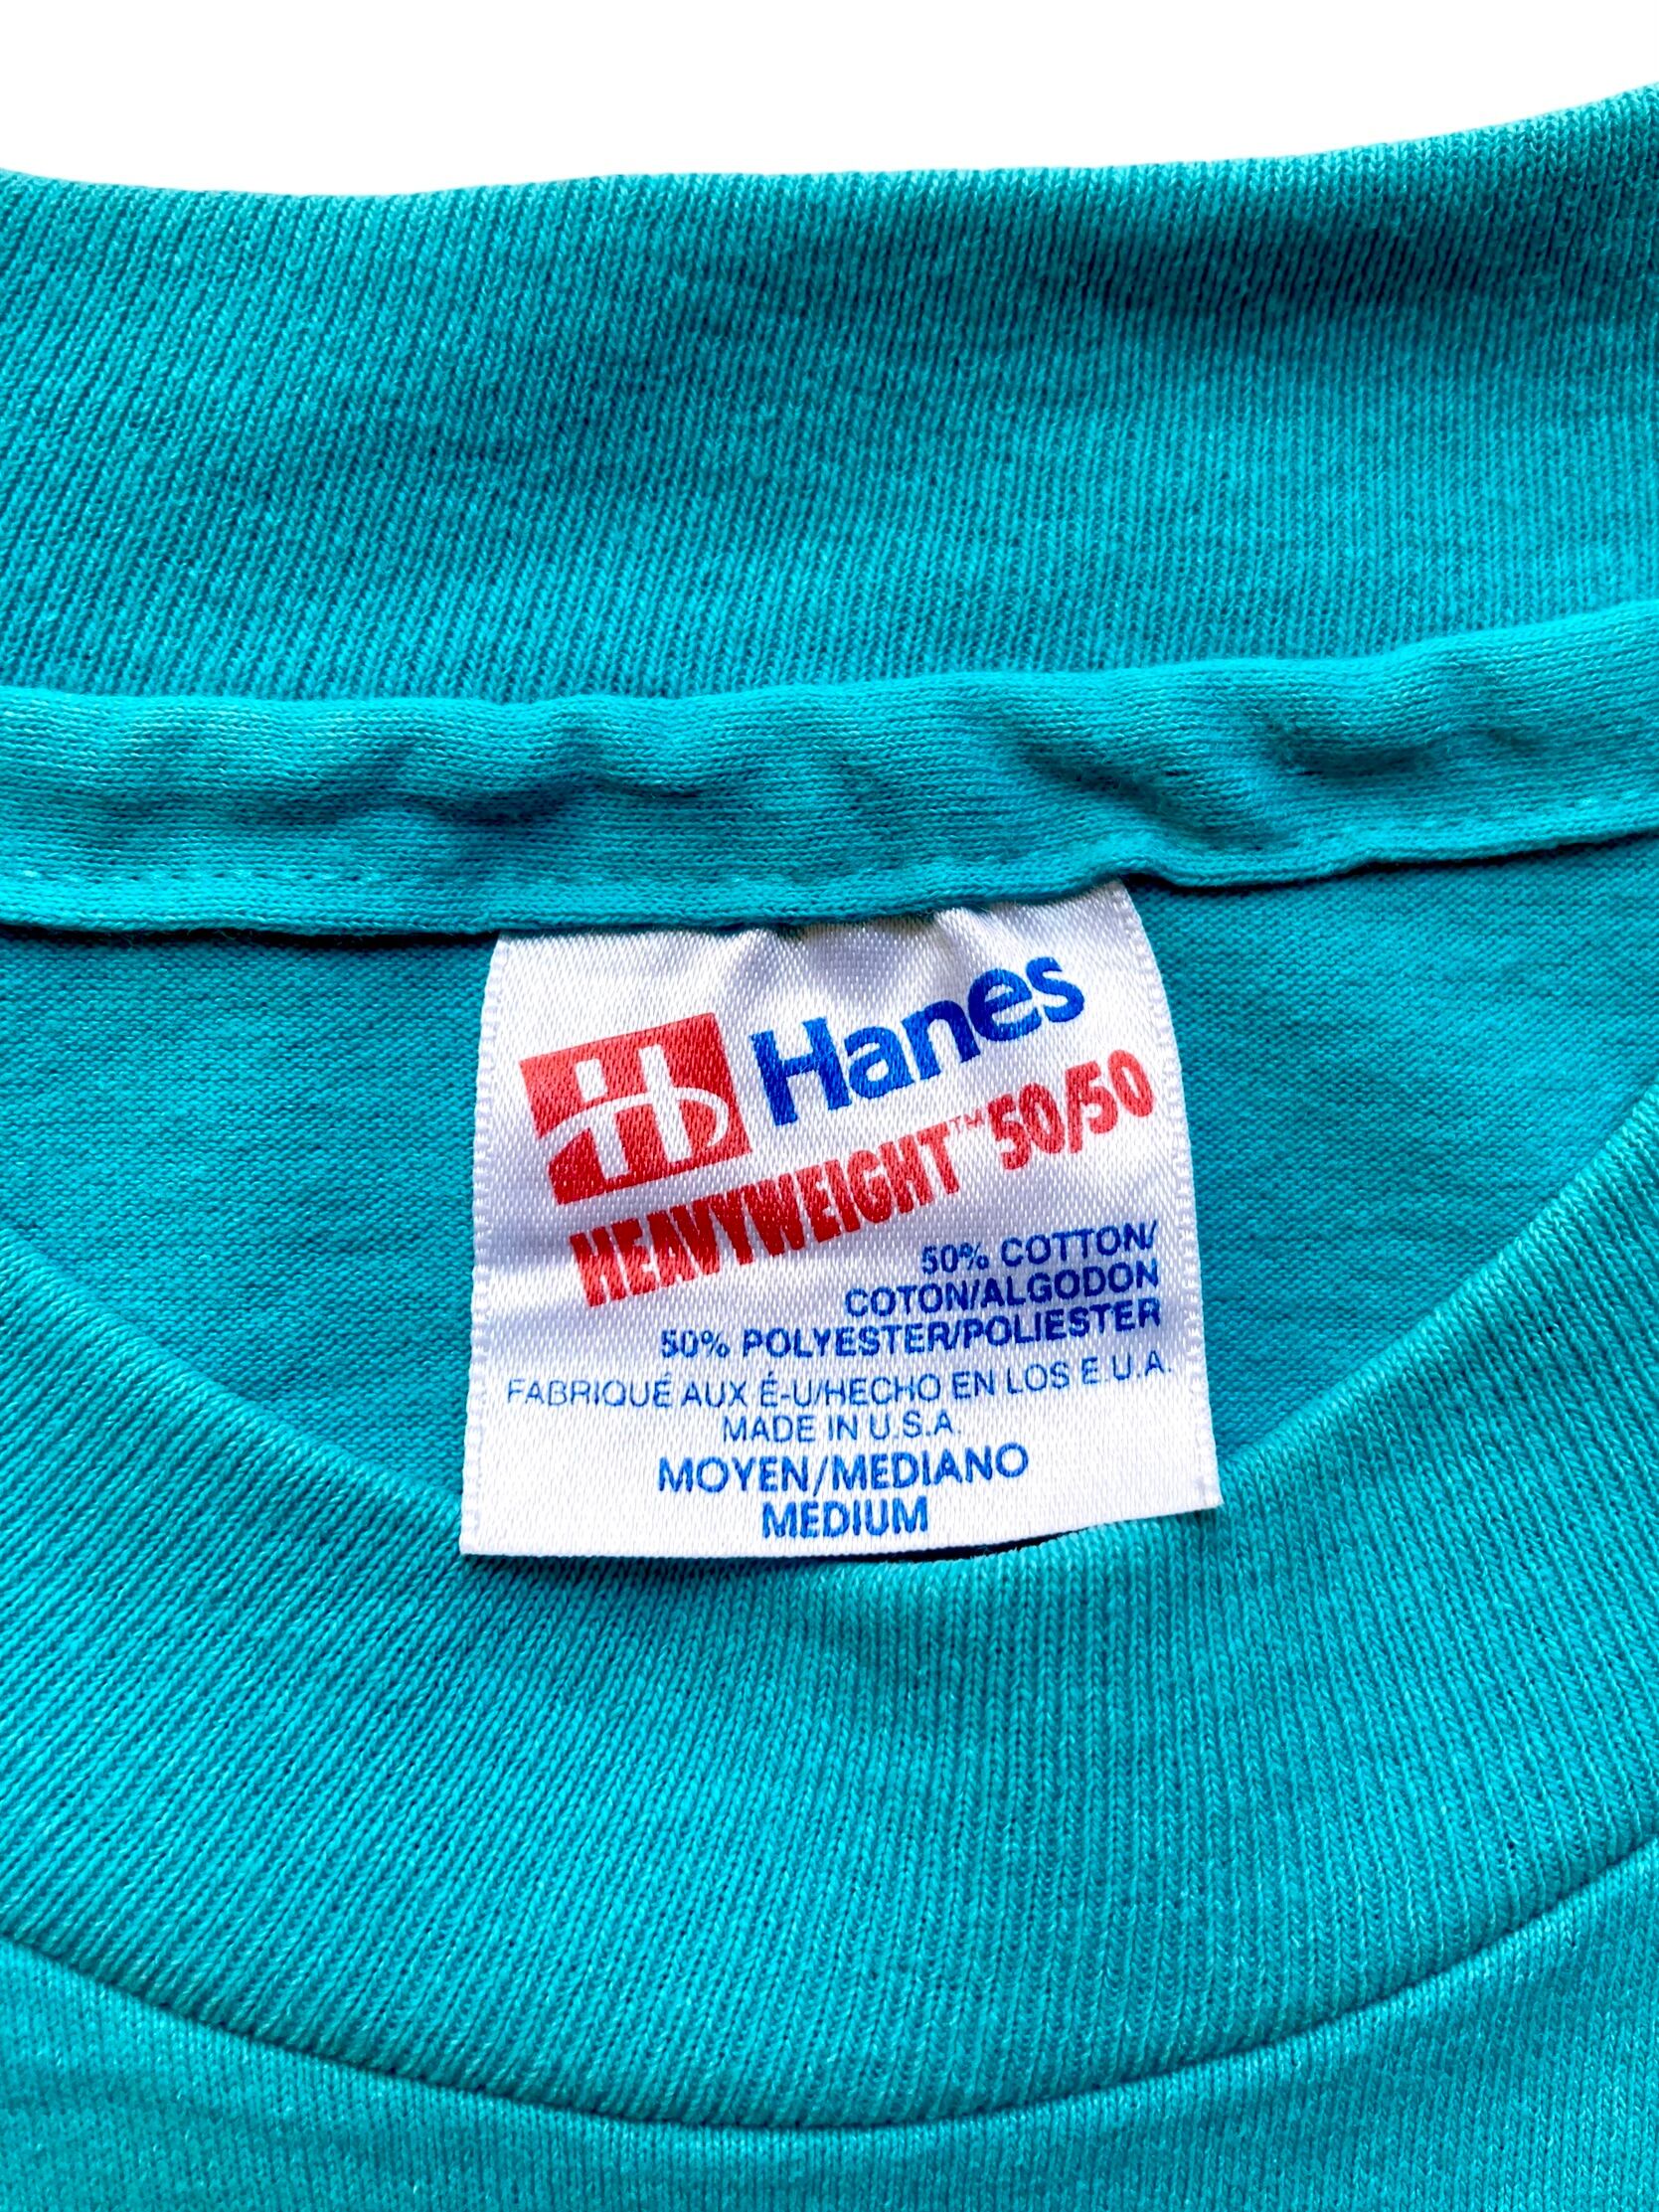 H Hanes
HEAVYWEIGHT™ 50/50
50% COTTON/
COTON/ALGODON
50% POLYESTER/POLIESTER
FABRIQUÉ AUX É-U/HECHO EN LOS E.U.A.
MADE IN U.S.A.
MOYEN/MEDIANO
MEDIUM